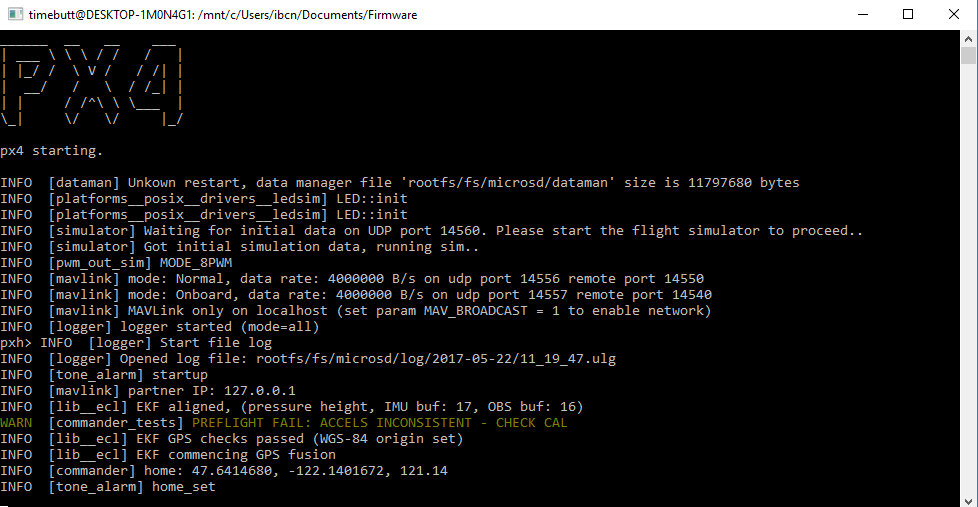 timebutt@DESKTOP-1M0N4G1: /mnt/c/Users/ibcn/Documents/Firmware
PX4
px4 starting.
INFO  [dataman] Unkown restart, data manager file 'rootfs/fs/microsd/dataman' size is 11797680 bytes
INFO  [platforms__posix__drivers__ledsim] LED::init
INFO  [platforms__posix__drivers__ledsim] LED::init
INFO  [simulator] Waiting for initial data on UDP port 14560. Please start the flight simulator to proceed..
INFO  [simulator] Got initial simulation data, running sim..
INFO  [pwm_out_sim] MODE_8PWM
INFO  [mavlink] mode: Normal, data rate: 4000000 B/s on udp port 14556 remote port 14550
INFO  [mavlink] mode: Onboard, data rate: 4000000 B/s on udp port 14557 remote port 14540
INFO  [mavlink] MAVLink only on localhost (set param MAV_BROADCAST = 1 to enable network)
INFO  [logger] logger started (mode=all)
pxh> INFO  [logger] Start file log
INFO  [logger] Opened log file: rootfs/fs/microsd/log/2017-05-22/11_19_47.ulg
INFO  [tone_alarm] startup
INFO  [mavlink] partner IP: 127.0.0.1
INFO  [lib__ecl] EKF aligned, (pressure height, IMU buf: 17, OBS buf: 16)
WARN  [commander_tests] PREFLIGHT FAIL: ACCELS INCONSISTENT - CHECK CAL
INFO  [lib__ecl] EKF GPS checks passed (WGS-84 origin set)
INFO  [lib__ecl] EKF commencing GPS fusion
INFO  [commander] home: 47.6414680, -122.1401672, 121.14
INFO  [tone_alarm] home_set